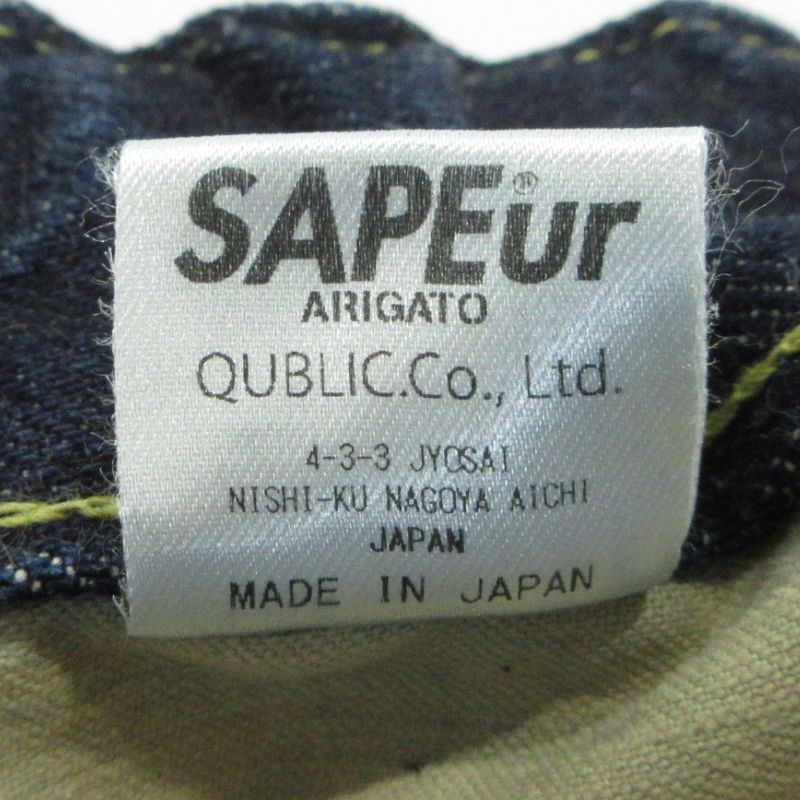 SAPEur®
ARIGATO
QUBLIC.Co., Ltd.
4-3-3 JYOSAI
NISHI-KU NAGOYA AICHI
JAPAN
MADE IN JAPAN